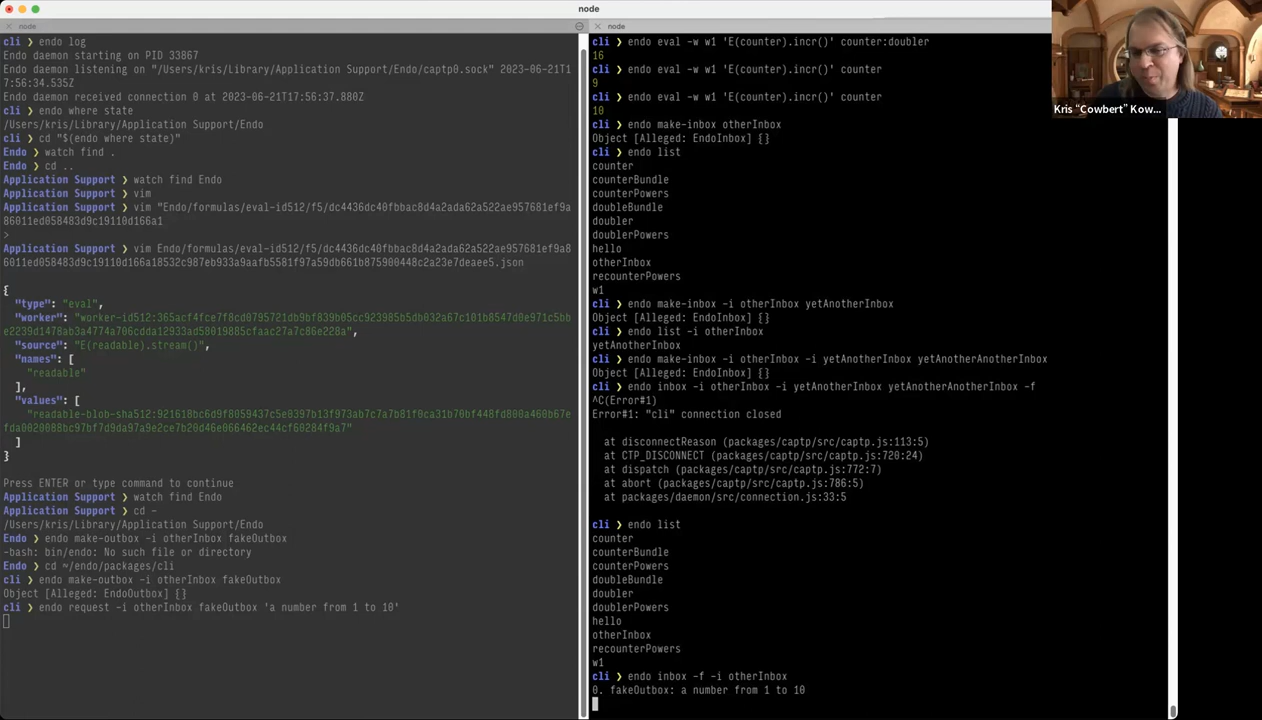 node
node
cli ❯ endo log
Endo daemon starting on PID 33867
Endo daemon listening on "/Users/kris/Library/Application Support/Endo/captp0.sock" 2023-06-21T1
7:56:34.535Z
Endo daemon received connection 0 at 2023-06-21T17:56:37.880Z
cli ❯ endo where state
/Users/kris/Library/Application Support/Endo
cli ❯ cd "$(endo where state)"
Endo ❯ watch find .
Endo ❯ cd ..
Application Support ❯ watch find Endo
Application Support ❯ vim
Application Support ❯ vim "Endo/formulas/eval-id512/f5/dc4436dc40fbbac8d4a2ada62a522ae957681ef9a
86011ed058483d9c19110d166a1
>
Application Support ❯ vim Endo/formulas/eval-id512/f5/dc4436dc40fbbac8d4a2ada62a522ae957681ef9a8
6011ed058483d9c19110d166a18532c987eb933a9aafb5581f97a59db661b875900448c2a23e7deaee5.json
{
"type": "eval",
"worker": "worker-id512:365acf4fce7f8cd0795721db9bf839b05cc923985b5db032a67c101b8547d0e971c5bb
e2239d1478ab3a4774a706cdda12933ad58019885cfaac27a7c86e228a",
"source": "E(readable).stream()",
"names": [
"readable"
],
"values": [
"readable-blob-sha512:921618bc6d9f8059437c5e0397b13f973ab7c7a7b81f0ca31b70bf448fd800a460b67e
fda0020088bc97bf7d9da97a9e2ce7b20d46e066462ec44cf60284f9a7"
]
}
Press ENTER or type command to continue
Application Support ❯ watch find Endo
Application Support ❯ cd -
/Users/kris/Library/Application Support/Endo
Endo ❯ endo make-outbox -i otherInbox fakeOutbox
-bash: bin/endo: No such file or directory
Endo ❯ cd ~/endo/packages/cli
cli ❯ endo make-outbox -i otherInbox fakeOutbox
Object [Alleged: EndoOutbox] {}
cli ❯ endo request -i otherInbox fakeOutbox 'a number from 1 to 10'
node
cli ❯ endo eval -w w1 'E(counter).incr()' counter:doubler
16
cli ❯ endo eval -w w1 'E(counter).incr()' counter
9
cli ❯ endo eval -w w1 'E(counter).incr()' counter
10
cli ❯ endo make-inbox otherInbox
Object [Alleged: EndoInbox] {}
cli ❯ endo list
counter
counterBundle
counterPowers
doubleBundle
doubler
doublerPowers
hello
otherInbox
recounterPowers
w1
cli ❯ endo make-inbox -i otherInbox yetAnotherInbox
Object [Alleged: EndoInbox] {}
cli ❯ endo list -i otherInbox
yetAnotherInbox
cli ❯ endo make-inbox -i otherInbox -i yetAnotherInbox yetAnotherAnotherInbox
Object [Alleged: EndoInbox] {}
cli ❯ endo inbox -i otherInbox -i yetAnotherInbox yetAnotherAnotherInbox -f
^C(Error#1)
Error#1: "cli" connection closed
at disconnectReason (packages/captp/src/captp.js:113:5)
at CTP_DISCONNECT (packages/captp/src/captp.js:720:24)
at dispatch (packages/captp/src/captp.js:772:7)
at abort (packages/captp/src/captp.js:786:5)
at packages/daemon/src/connection.js:33:5
cli ❯ endo list
counter
counterBundle
counterPowers
doubleBundle
doubler
doublerPowers
hello
otherInbox
recounterPowers
w1
cli ❯ endo inbox -f -i otherInbox
0. fakeOutbox: a number from 1 to 10
Kris "Cowbert" Kow...